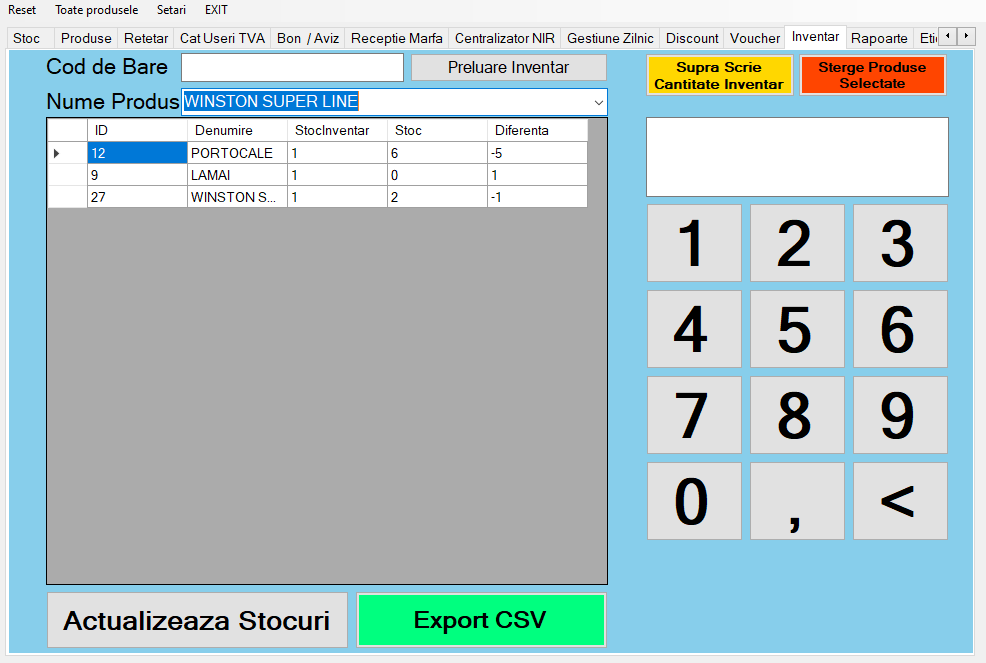 Reset Toate produsele Setari EXIT
Stoc Produse Retetar Cat Useri TVA Bon / Aviz Receptie Marfa Centralizator NIR Gestiune Zilnic Discount Voucher Inventar Rapoarte Etic
Cod de Bare Preluare Inventar
Supra Scrie
Cantitate Inventar
Sterge Produse
Selectate
Nume Produs WINSTON SUPER LINE
ID Denumire StocInventar Stoc Diferenta
12 PORTOCALE 1 6 -5
9 LAMAI 1 0 1
27 WINSTON S... 1 2 -1
1 2 3
4 5 6
7 8 9
0 , <
Actualizeaza Stocuri Export CSV